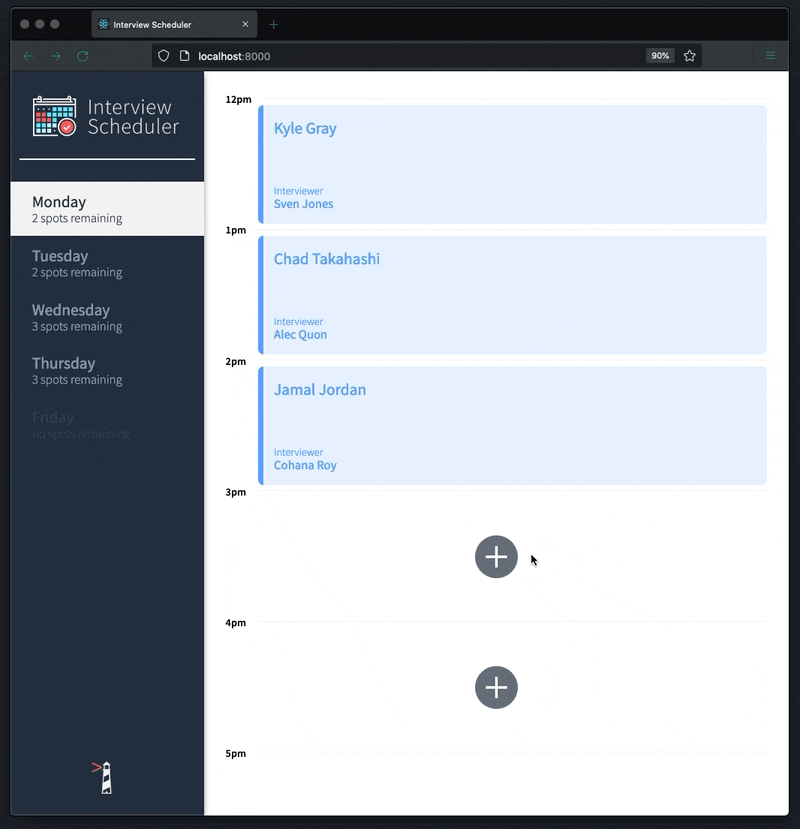 Interview Scheduler
localhost:8000
90%
Interview
Scheduler
Monday
2 spots remaining
Tuesday
2 spots remaining
Wednesday
3 spots remaining
Thursday
3 spots remaining
Friday
no spots remaining
12pm
Kyle Gray
Interviewer
Sven Jones
1pm
Chad Takahashi
Interviewer
Alec Quon
2pm
Jamal Jordan
Interviewer
Cohana Roy
3pm
4pm
5pm